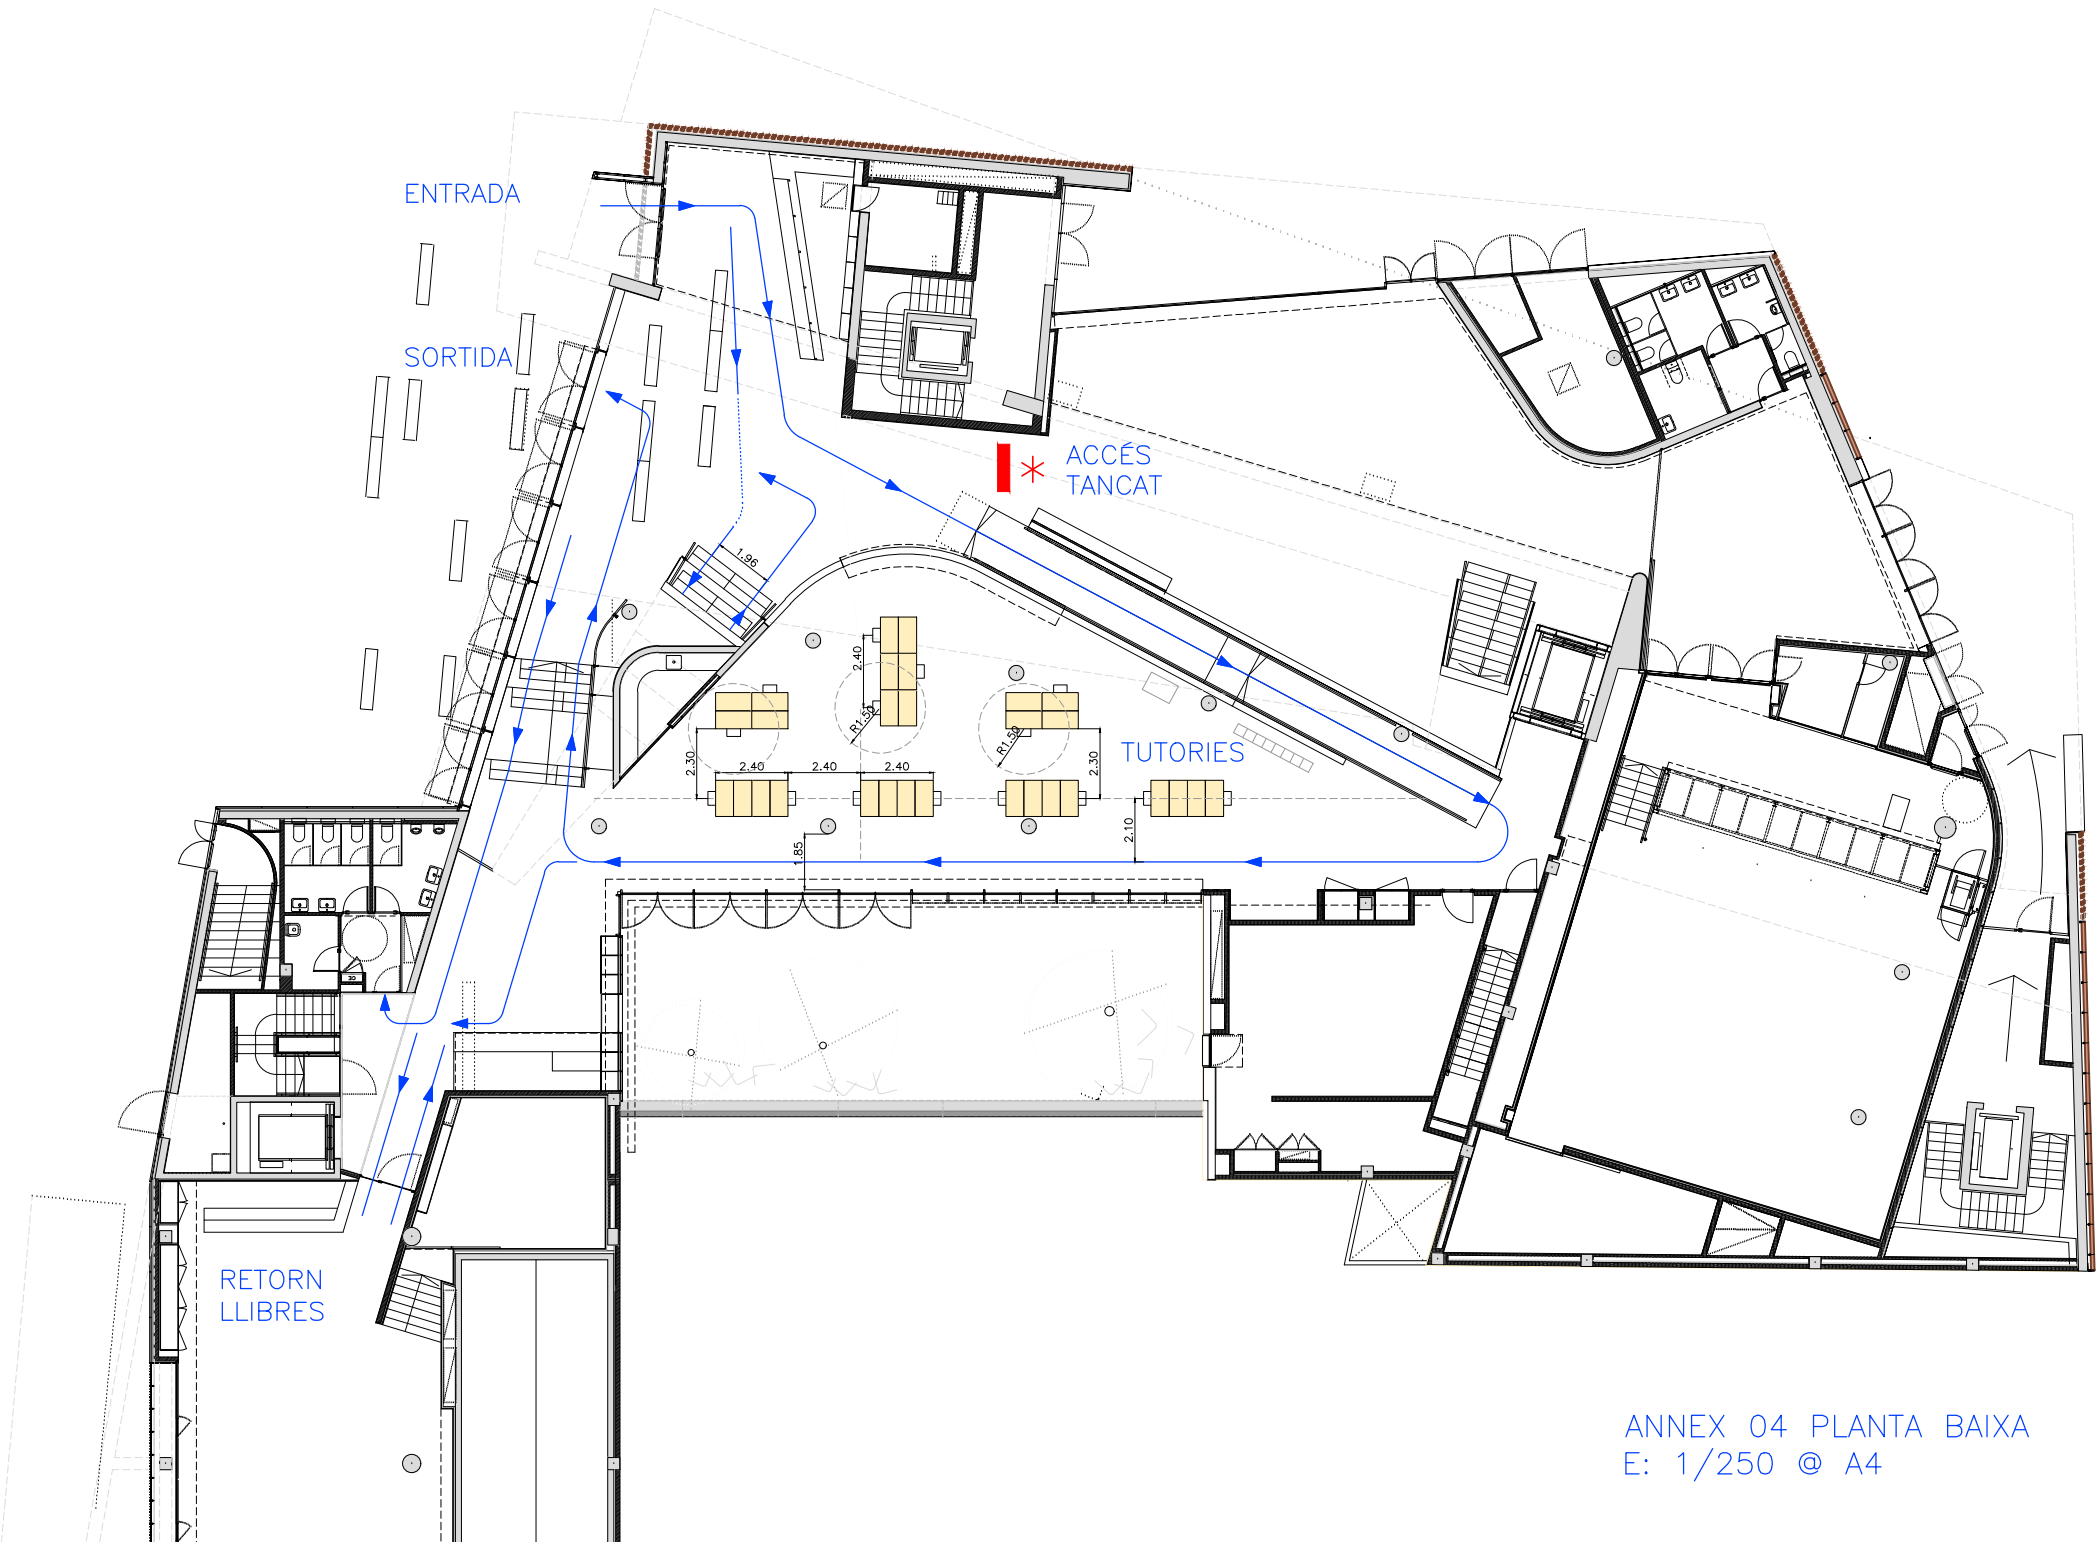 ENTRADA
SORTIDA
ACCÉS
TANCAT
1.96
2.40
R1.50
R1.50
TUTORIES
2.30
2.40
2.40
2.40
2.30
1.85
2.10
30
RETORN
LLIBRES
ANNEX 04 PLANTA BAIXA
E: 1/250 @ A4